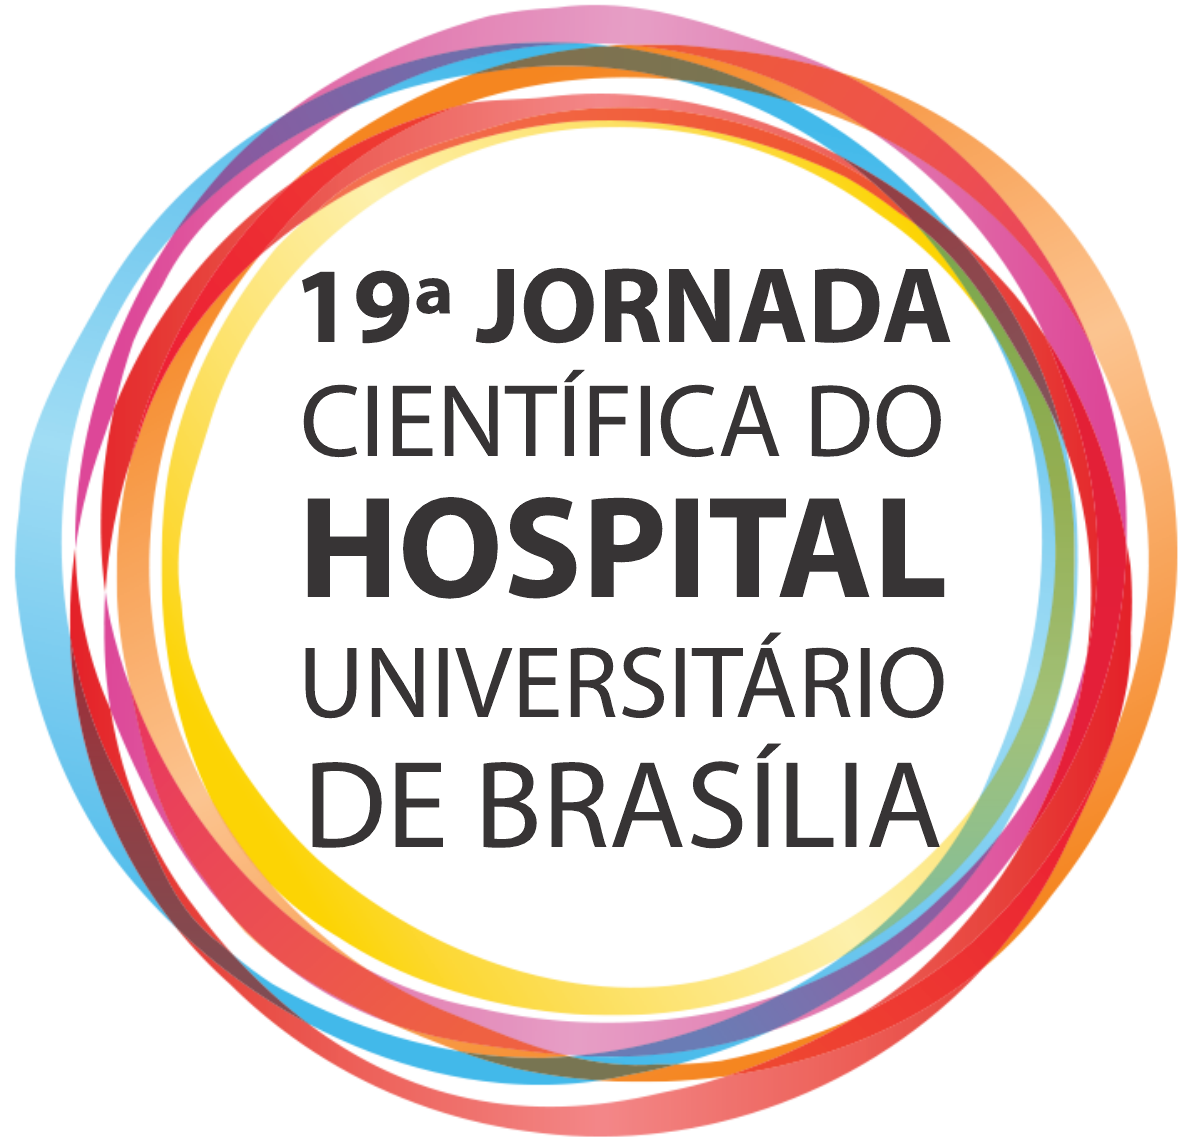 19ª JORNADA
CIENTÍFICA DO
HOSPITAL
UNIVERSITÁRIO
DE BRASÍLIA